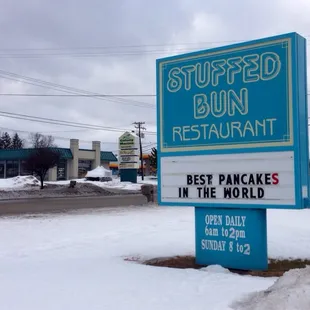 STUFFED
BUN
RESTAURANT
BEST PANCAKES
IN THE WORLD
OPEN DAILY
6am to 2pm
SUNDAY 8 to 2